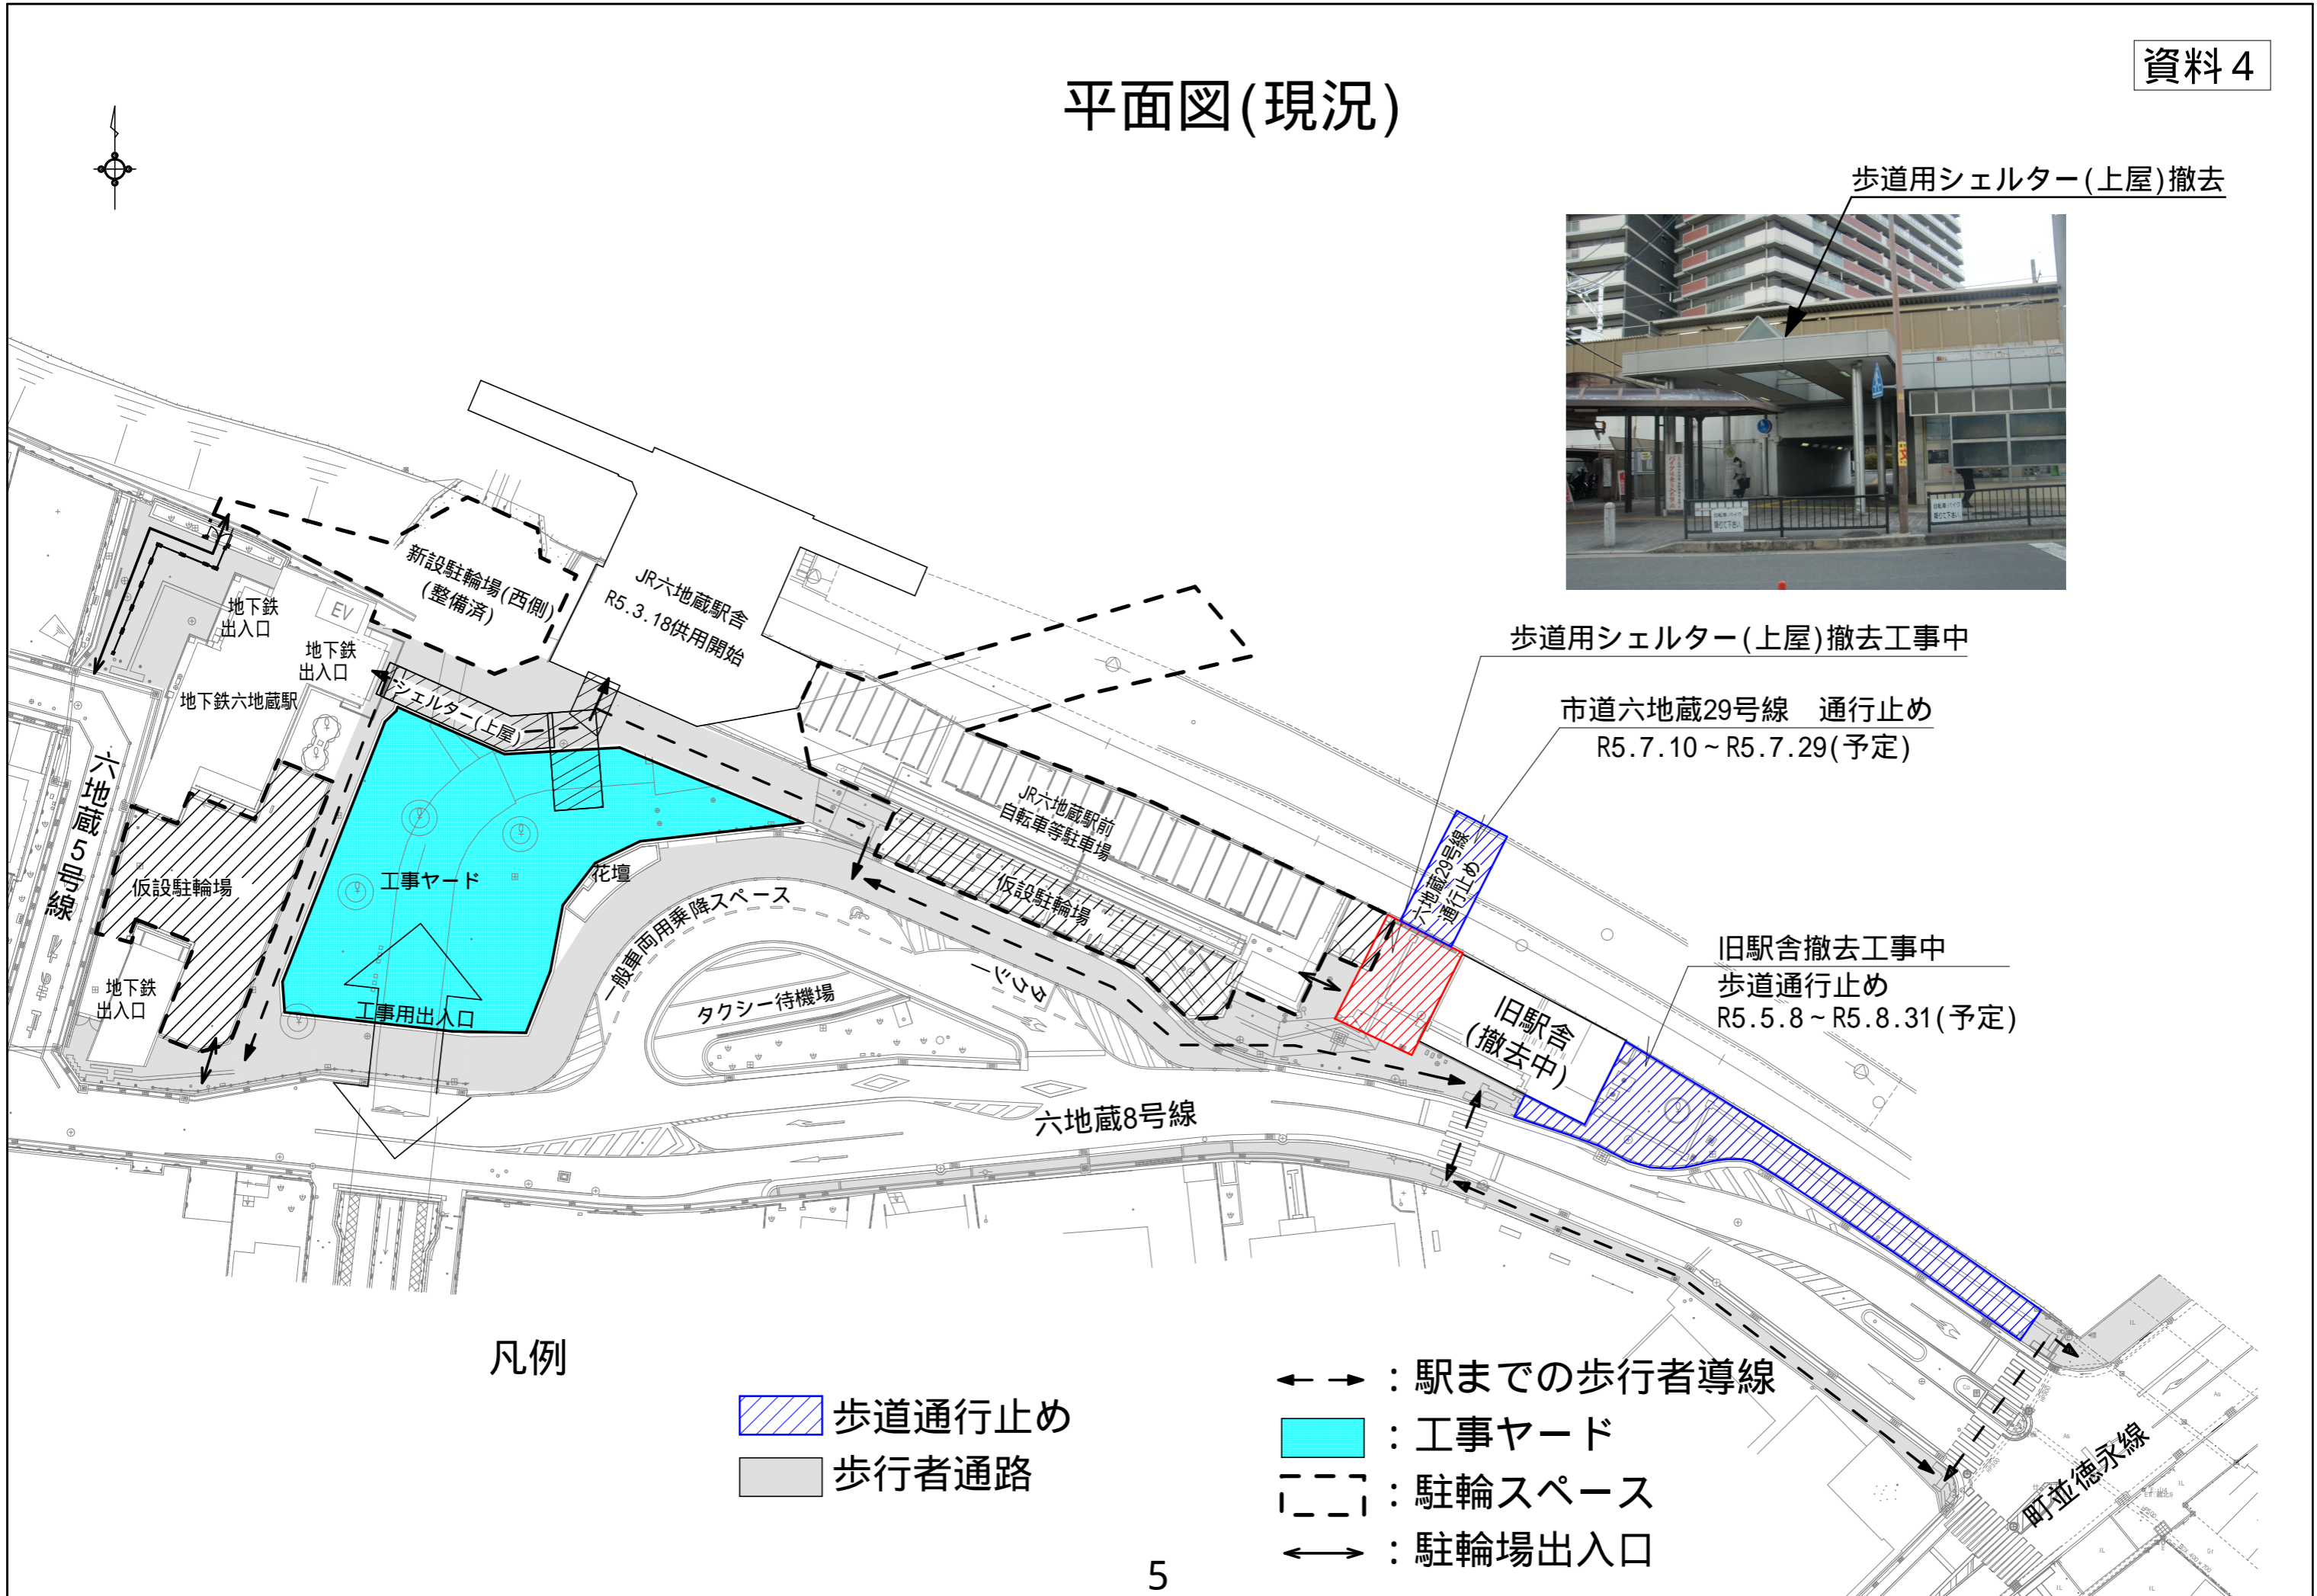 資料４
平面図(現況)
歩道用シェルター(上屋)撤去
歩道用シェルター(上屋)撤去工事中
市道六地蔵29号線　通行止め
R5.7.10~R5.7.29(予定)
旧駅舎撤去工事中
歩道通行止め
R5.5.8~R5.8.31(予定)
新設駐輪場(西側)
(整備済)
JR六地蔵駅舎
R5.3.18供用開始
地下鉄
出入口
EV
地下鉄
出入口
地下鉄六地蔵駅
シェルター(上屋)
六地蔵５号線
仮設駐輪場
地下鉄
出入口
工事ヤード
工事用出入口
花壇
一般車両用乗降スペース
タクシー待機場
タクシー
JR六地蔵駅前
自転車等駐車場
仮設駐輪場
六地蔵29号線
通行止め
旧駅舎
(撤去中)
六地蔵8号線
町並徳永線
凡例
歩道通行止め
歩行者通路
：駅までの歩行者導線
：工事ヤード
：駐輪スペース
：駐輪場出入口
5